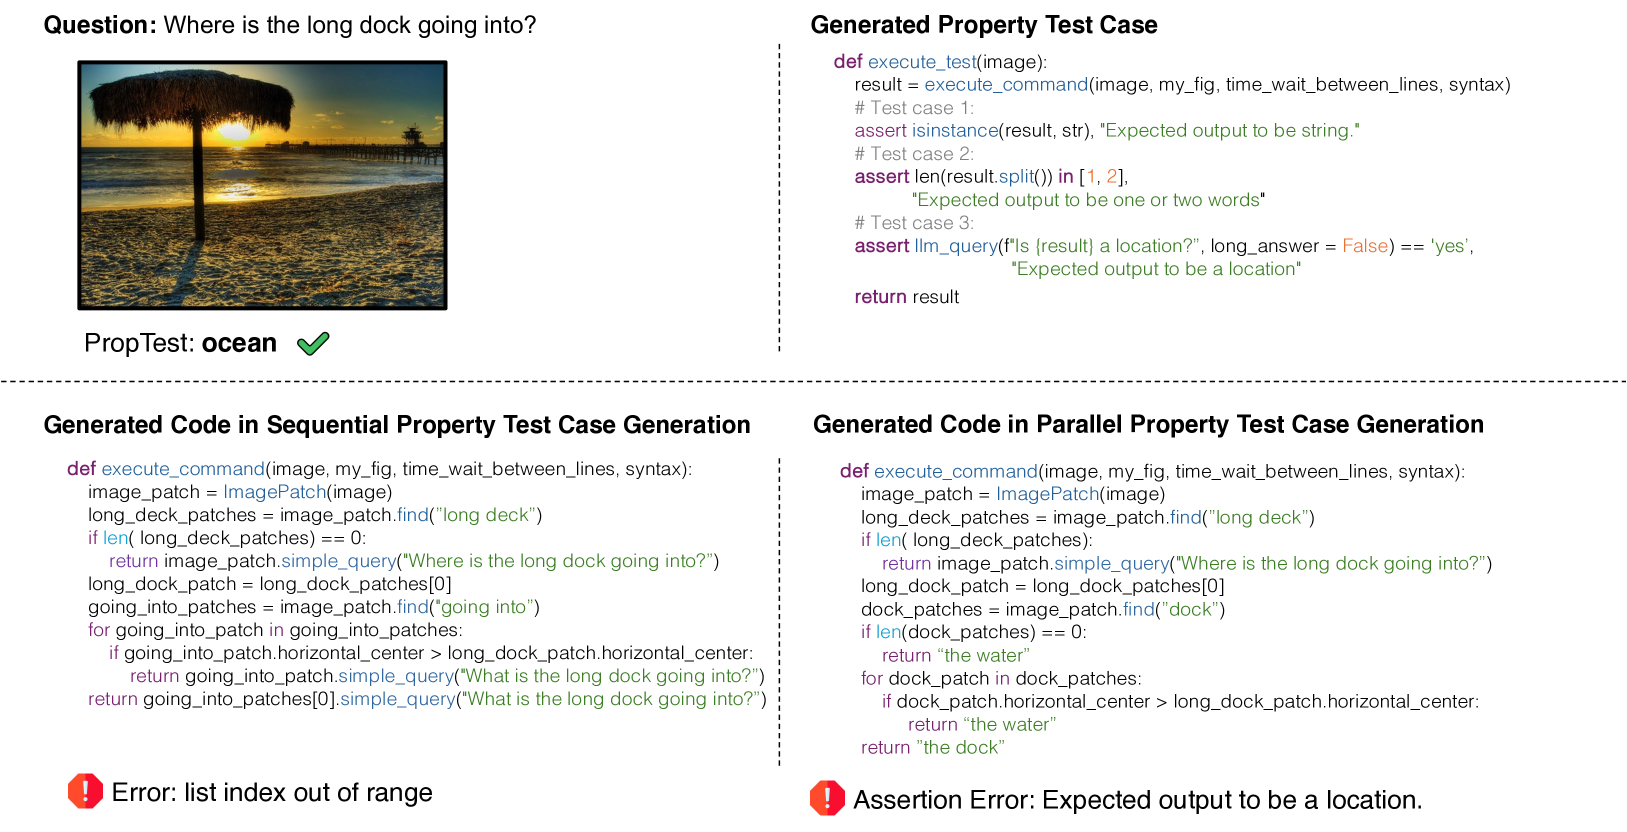 Question: Where is the long dock going into?
PropTest: ocean
Generated Property Test Case
def execute_test(image):
result = execute_command(image, my_fig, time_wait_between_lines, syntax)
# Test case 1:
assert isinstance(result, str), "Expected output to be string."
# Test case 2:
assert len(result.split()) in [1, 2],
"Expected output to be one or two words"
# Test case 3:
assert llm_query(f"Is {result} a location?”, long_answer = False) == 'yes’,
"Expected output to be a location"
return result
Generated Code in Sequential Property Test Case Generation
def execute_command(image, my_fig, time_wait_between_lines, syntax):
image_patch = ImagePatch(image)
long_deck_patches = image_patch.find(”long deck”)
if len( long_deck_patches) == 0:
return image_patch.simple_query("Where is the long dock going into?”)
long_dock_patch = long_dock_patches[0]
going_into_patches = image_patch.find("going into”)
for going_into_patch in going_into_patches:
if going_into_patch.horizontal_center > long_dock_patch.horizontal_center:
return going_into_patch.simple_query("What is the long dock going into?”)
return going_into_patches[0].simple_query("What is the long dock going into?”)
Error: list index out of range
Generated Code in Parallel Property Test Case Generation
def execute_command(image, my_fig, time_wait_between_lines, syntax):
image_patch = ImagePatch(image)
long_deck_patches = image_patch.find(”long deck”)
if len( long_deck_patches):
return image_patch.simple_query("Where is the long dock going into?”)
long_dock_patch = long_dock_patches[0]
dock_patches = image_patch.find(”dock”)
if len(dock_patches) == 0:
return “the water”
for dock_patch in dock_patches:
if dock_patch.horizontal_center > long_dock_patch.horizontal_center:
return “the water”
return ”the dock”
Assertion Error: Expected output to be a location.